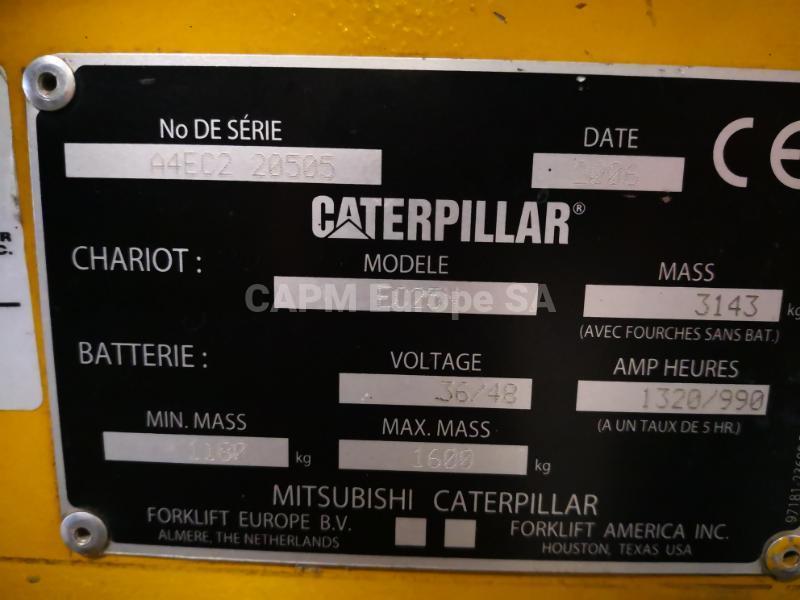 No DE SÉRIE
A4EC2 20505
DATE
2006
CE
CATERPILLAR®
CHARIOT :
MODELE
MASS
CAPM Europe SA
3143 kg
(AVEC FOURCHES SANS BAT.)
BATTERIE :
VOLTAGE
AMP HEURES
36/48
1320/990
(A UN TAUX DE 5 HR.)
MIN. MASS
MAX. MASS
kg
1600 kg
MITSUBISHI CATERPILLAR
FORKLIFT EUROPE B.V.
ALMERE, THE NETHERLANDS
FORKLIFT AMERICA INC.
HOUSTON, TEXAS USA